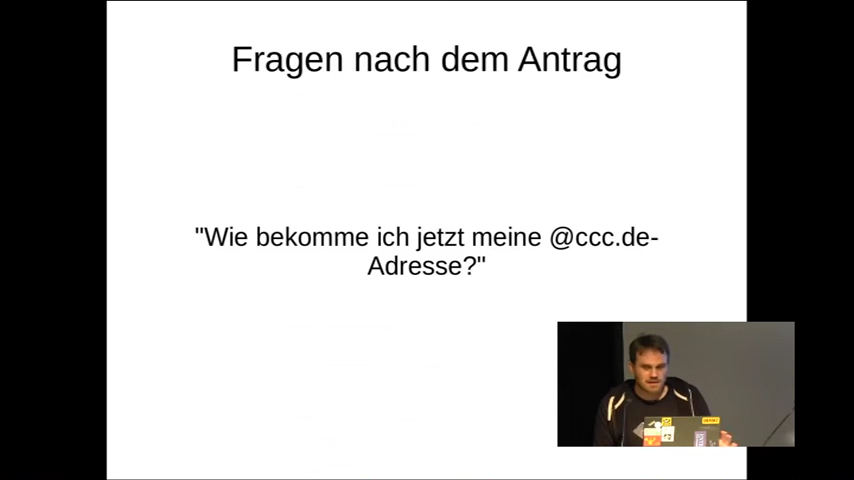 Fragen nach dem Antrag
"Wie bekomme ich jetzt meine @ccc.de-
Adresse?"